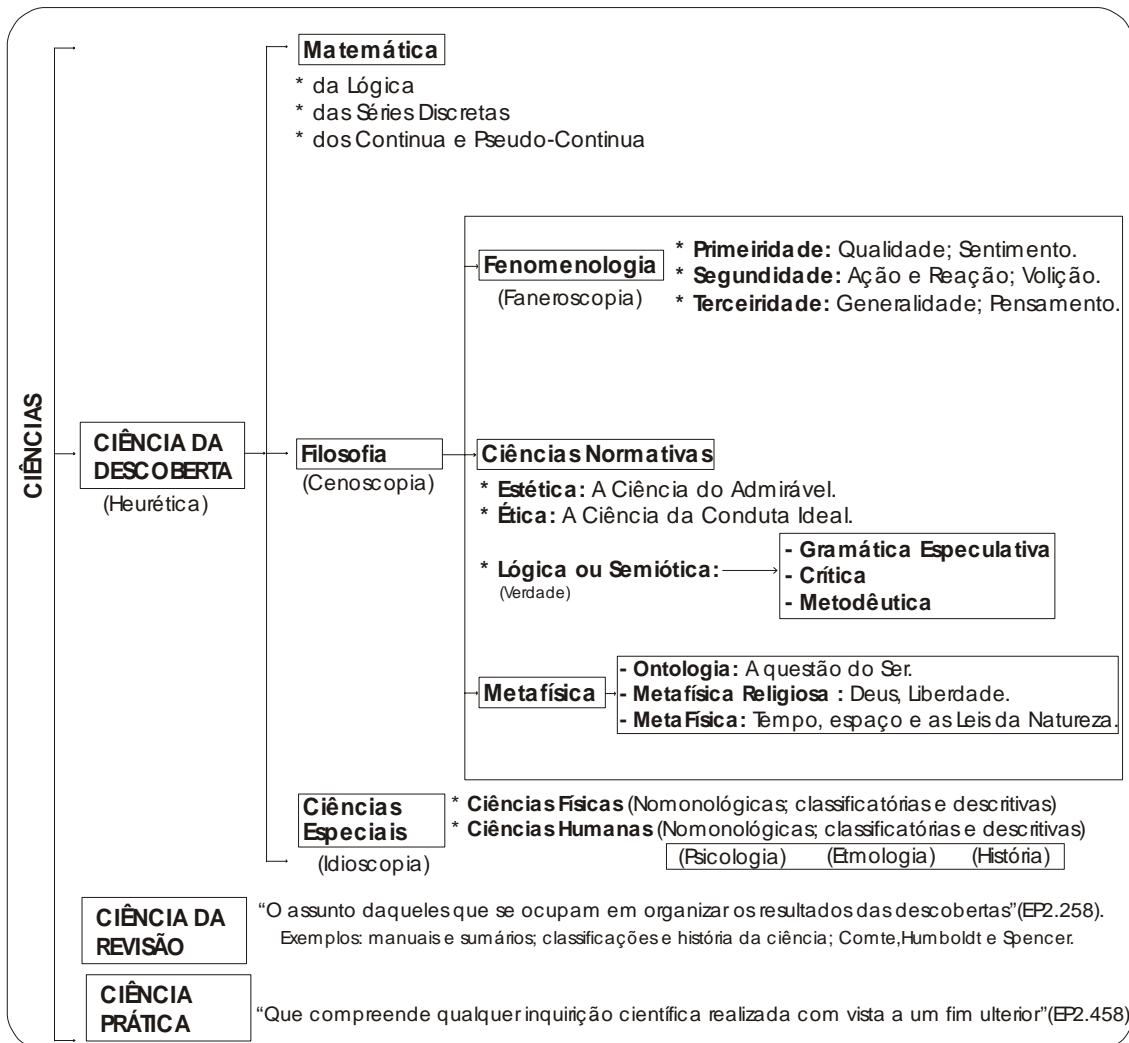 CIÊNCIAS
Matemática
* da Lógica
* das Séries Discretas
* dos Continua e Pseudo-Continua
CIÊNCIA DA
DESCOBERTA
(Heurética)
Filosofia
(Cenoscopia)
Fenomenologia
(Faneroscopia)
* Primeiridade: Qualidade; Sentimento.
* Segundidade: Ação e Reação; Volição.
* Terceiridade: Generalidade; Pensamento.
Ciências Normativas
* Estética: A Ciência do Admirável.
* Ética: A Ciência da Conduta Ideal.
* Lógica ou Semiótica:
(Verdade)
- Gramática Especulativa
- Crítica
- Metodêutica
Metafísica
- Ontologia: A questão do Ser.
- Metafísica Religiosa : Deus, Liberdade.
- MetaFísica: Tempo, espaço e as Leis da Natureza.
Ciências
Especiais
(Idioscopia)
* Ciências Físicas (Nomonológicas; classificatórias e descritivas)
* Ciências Humanas (Nomonológicas; classificatórias e descritivas)
(Psicologia) (Etmologia) (História)
CIÊNCIA DA
REVISÃO
“O assunto daqueles que se ocupam em organizar os resultados das descobertas”(EP2.258).
Exemplos: manuais e sumários; classificações e história da ciência; Comte,Humboldt e Spencer.
CIÊNCIA
PRÁTICA
“Que compreende qualquer inquirição científica realizada com vista a um fim ulterior”(EP2.458)